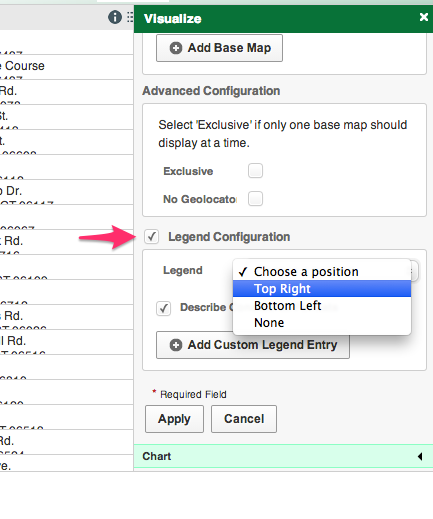 Visualize
Add Base Map
Course
Rd.
St.
t.
Dr.
Rd.
Rd.
Rd.
Rd.
ve.
Advanced Configuration
Select 'Exclusive' if only one base map should
display at a time.
Exclusive
No Geolocato
Legend Configuration
Legend
Choose a position
Top Right
Bottom Left
None
Describe
Add Custom Legend Entry
* Required Field
Apply
Cancel
Chart